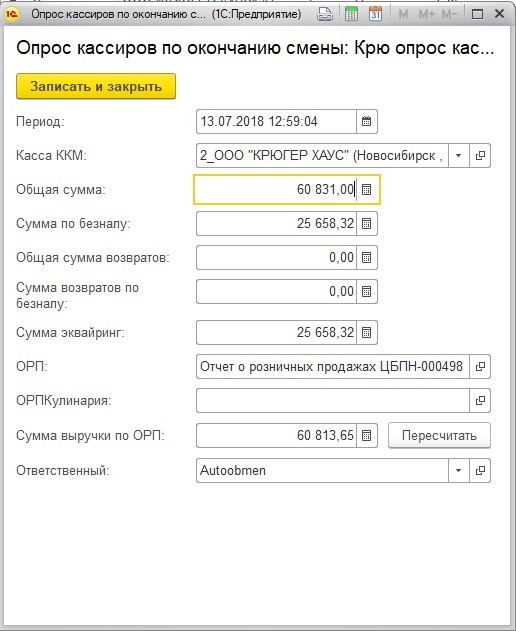 Опрос кассиров по окончанию с... (1С:Предприятие) 31 M M+ M-
Опрос кассиров по окончанию смены: Крю опрос кас...
Записать и закрыть
Период: 13.07.2018 12:59:04
Касса ККМ: 2_ООО "КРЮГЕР ХАУС" (Новосибирск ,
Общая сумма: 60 831,00
Сумма по безналу: 25 658,32
Общая сумма возвратов: 0,00
Сумма возвратов по
безналу: 0,00
Сумма эквайринг: 25 658,32
ОРП: Отчет о розничных продажах ЦБПН-000498
ОРПКулинария:
Сумма выручки по ОРП: 60 813,65 Пересчитать
Ответственный: Autoobmen